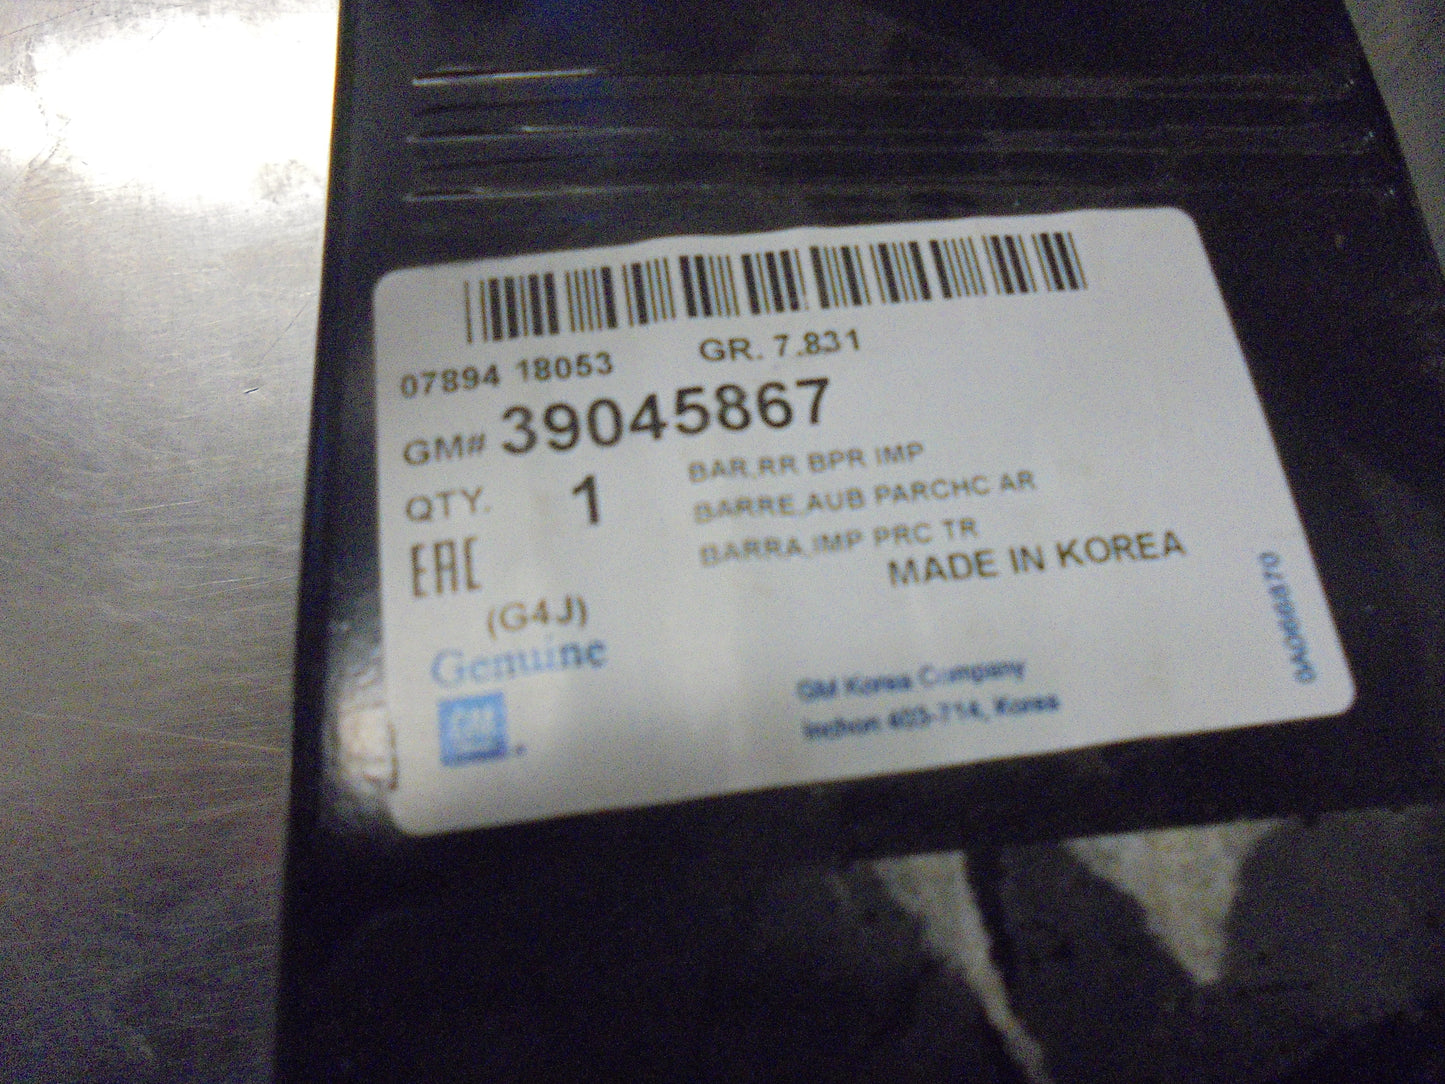 07894 18053 GR. 7.831
GM# 39045867
QTY. 1
BAR,RR BPR IMP
BARRE,AUB PARCHC AR
BARRA,IMP PRC TR
MADE IN KOREA
EAC
(G4J)
Genuine
GM
GM Korea Company
Inchon 403-714, Korea